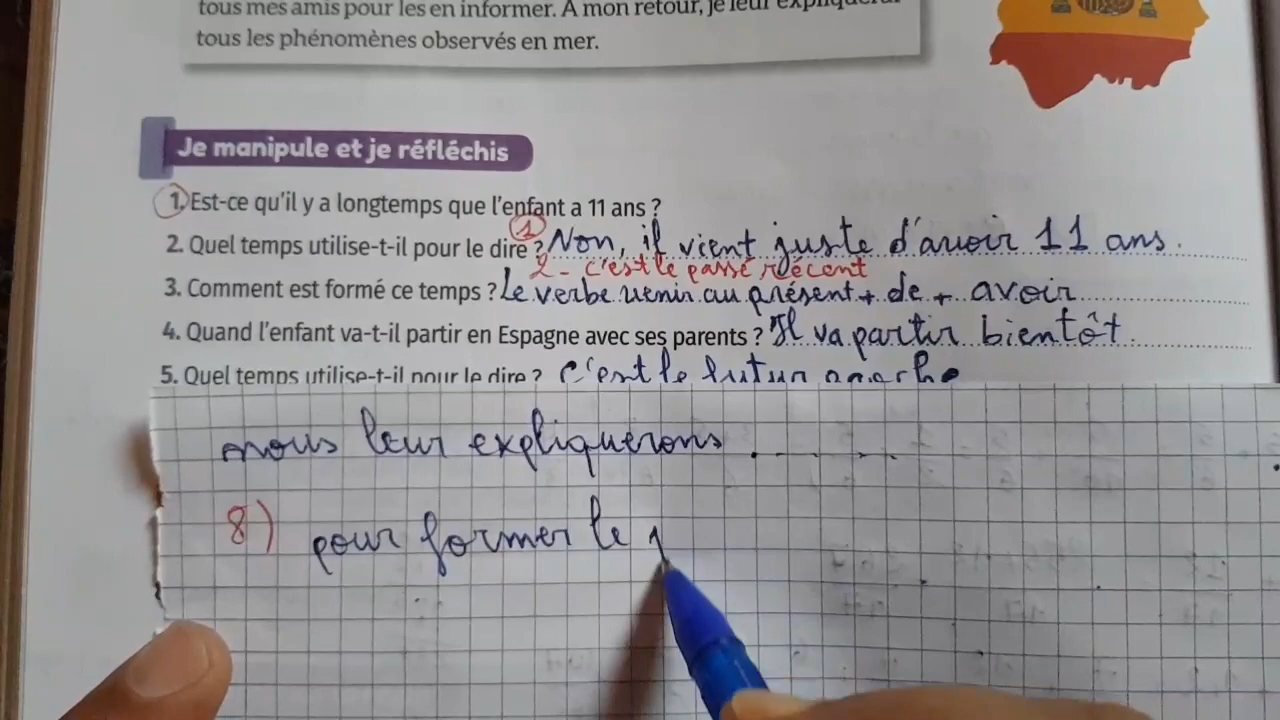 tous mes amis pour les en informer. A mon retour, je leur expliquerai
tous les phénomènes observés en mer.
Je manipule et je réfléchis
1. Est-ce qu'il y a longtemps que l'enfant a 11 ans ?
1
2. Quel temps utilise-t-il pour le dire ? Non, il vient juste d'avoir 11 ans.
2 - c'est le passé récent
3. Comment est formé ce temps ? Le verbe venir au présent + de + avoir
4. Quand l'enfant va-t-il partir en Espagne avec ses parents ? Il va partir bientôt.
5. Quel temps utilise-t-il pour le dire ? C'est le futur proche
nous leur expliquerons ........
8) pour former le